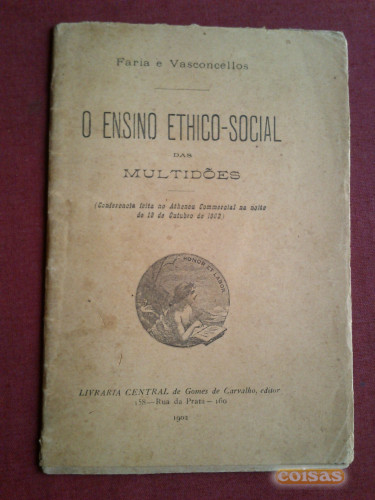 Faria e Vasconcellos
O ENSINO ETHICO-SOCIAL
DAS
MULTIDÕES
(Conferencia feita no Atheneu Commercial na noite
de 18 de Outubro de 1902)
HONOR ET LABOR
LIVRARIA CENTRAL de Gomes de Carvalho, editor
158—Rua da Prata—160
1902
coisas